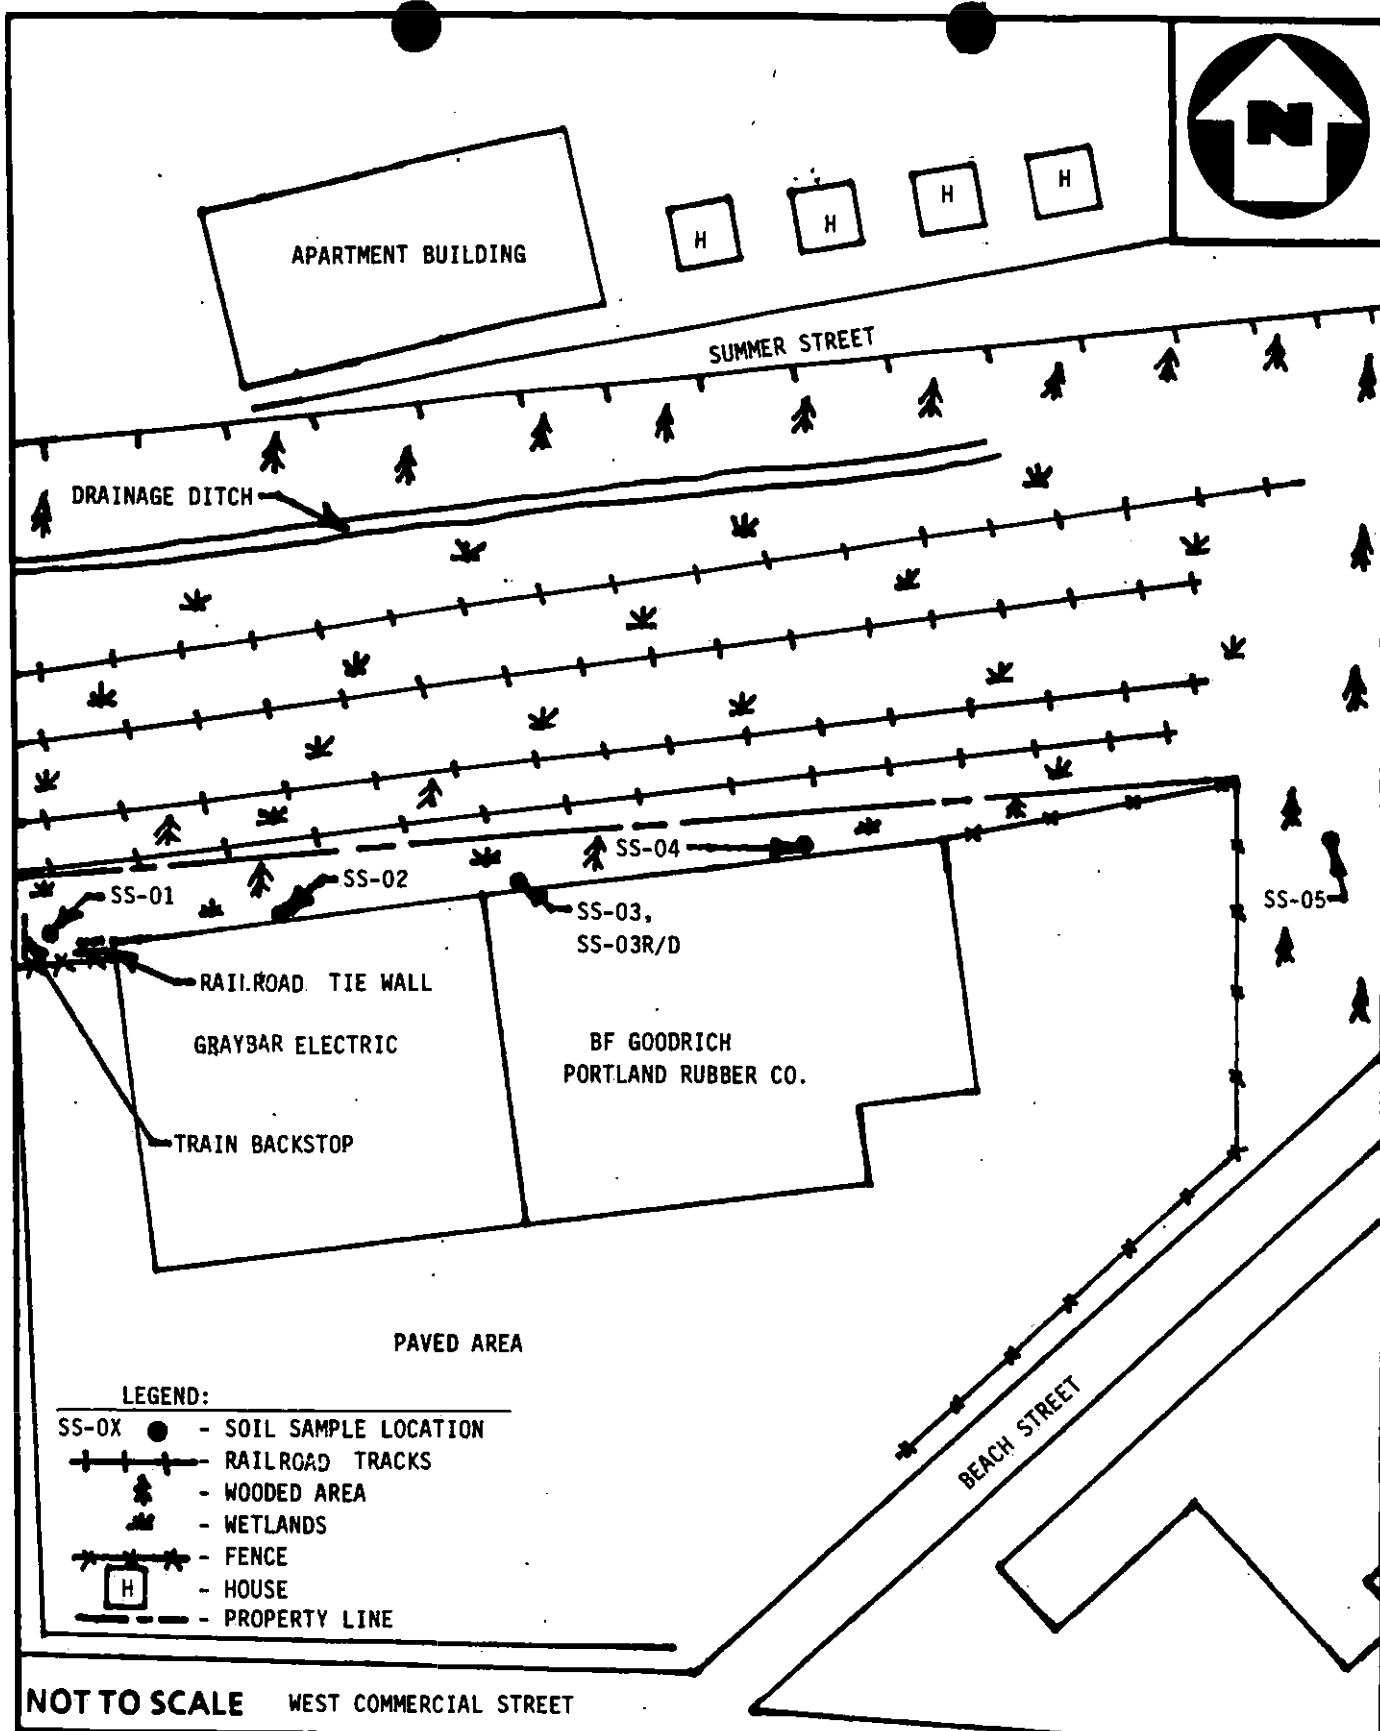 N
APARTMENT BUILDING
H
H
H
H
SUMMER STREET
DRAINAGE DITCH
SS-04
SS-02
SS-01
SS-03,
SS-03R/D
SS-05
RAILROAD TIE WALL
GRAYBAR ELECTRIC
BF GOODRICH
PORTLAND RUBBER CO.
TRAIN BACKSTOP
PAVED AREA
BEACH STREET
LEGEND:
SS-0X - SOIL SAMPLE LOCATION
- RAILROAD TRACKS
- WOODED AREA
- WETLANDS
- FENCE
H - HOUSE
- PROPERTY LINE
NOT TO SCALE WEST COMMERCIAL STREET